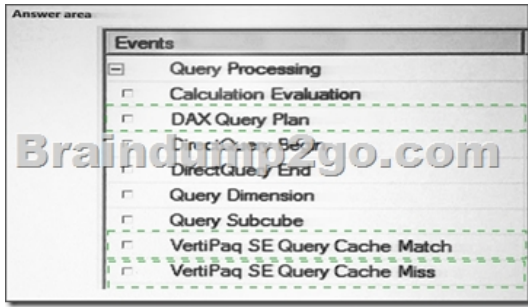 Answer area
Events
Query Processing
Calculation Evaluation
DAX Query Plan
DirectQuery Begin
Braindump2go.com
DirectQuery End
Query Dimension
Query Subcube
VertiPaq SE Query Cache Match
VertiPaq SE Query Cache Miss